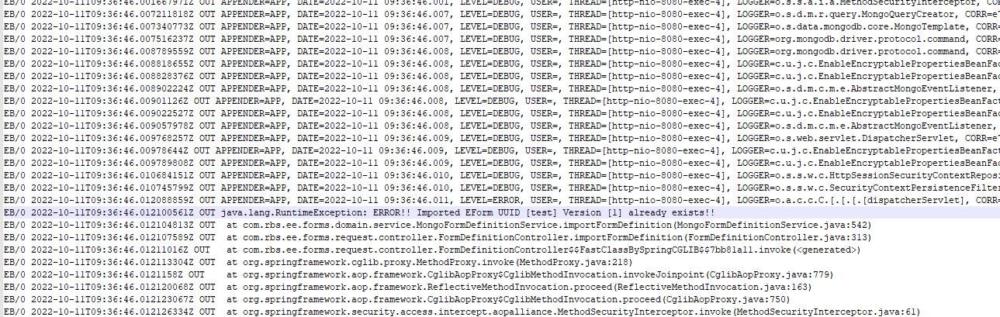 EB/0 2022-10-11T09:36:46.001667971Z OUT APPENDER=APP, DATE=2022-10-11 09:36:46.001, LEVEL=DEBUG, USER=, THREAD=[http-nio-8080-exec-4], LOGGER=o.s.s.a.i.a.MethodSecurityInterceptor, CO
EB/0 2022-10-11T09:36:46.007211818Z OUT APPENDER=APP, DATE=2022-10-11 09:36:46.007, LEVEL=DEBUG, USER=, THREAD=[http-nio-8080-exec-4], LOGGER=o.s.d.m.r.query.MongoQueryCreator, CORR=e7
EB/0 2022-10-11T09:36:46.007340773Z OUT APPENDER=APP, DATE=2022-10-11 09:36:46.007, LEVEL=DEBUG, USER=, THREAD=[http-nio-8080-exec-4], LOGGER=o.s.data.mongodb.core.MongoTemplate, CORR=
EB/0 2022-10-11T09:36:46.007516237Z OUT APPENDER=APP, DATE=2022-10-11 09:36:46.007, LEVEL=DEBUG, USER=, THREAD=[http-nio-8080-exec-4], LOGGER=org.mongodb.driver.protocol.command, CORR=
EB/0 2022-10-11T09:36:46.008789559Z OUT APPENDER=APP, DATE=2022-10-11 09:36:46.008, LEVEL=DEBUG, USER=, THREAD=[http-nio-8080-exec-4], LOGGER=org.mongodb.driver.protocol.command, CORR=
EB/0 2022-10-11T09:36:46.008818655Z OUT APPENDER=APP, DATE=2022-10-11 09:36:46.008, LEVEL=DEBUG, USER=, THREAD=[http-nio-8080-exec-4], LOGGER=c.u.j.c.EnableEncryptablePropertiesBeanFac
EB/0 2022-10-11T09:36:46.008828376Z OUT APPENDER=APP, DATE=2022-10-11 09:36:46.008, LEVEL=DEBUG, USER=, THREAD=[http-nio-8080-exec-4], LOGGER=c.u.j.c.EnableEncryptablePropertiesBeanFac
EB/0 2022-10-11T09:36:46.008902224Z OUT APPENDER=APP, DATE=2022-10-11 09:36:46.008, LEVEL=DEBUG, USER=, THREAD=[http-nio-8080-exec-4], LOGGER=o.s.d.m.c.m.e.AbstractMongoEventListener,
EB/0 2022-10-11T09:36:46.00901126Z OUT APPENDER=APP, DATE=2022-10-11 09:36:46.008, LEVEL=DEBUG, USER=, THREAD=[http-nio-8080-exec-4], LOGGER=c.u.j.c.EnableEncryptablePropertiesBeanFact
EB/0 2022-10-11T09:36:46.009022527Z OUT APPENDER=APP, DATE=2022-10-11 09:36:46.008, LEVEL=DEBUG, USER=, THREAD=[http-nio-8080-exec-4], LOGGER=c.u.j.c.EnableEncryptablePropertiesBeanFac
EB/0 2022-10-11T09:36:46.009057978Z OUT APPENDER=APP, DATE=2022-10-11 09:36:46.008, LEVEL=DEBUG, USER=, THREAD=[http-nio-8080-exec-4], LOGGER=o.s.d.m.c.m.e.AbstractMongoEventListener,
EB/0 2022-10-11T09:36:46.009768257Z OUT APPENDER=APP, DATE=2022-10-11 09:36:46.009, LEVEL=DEBUG, USER=, THREAD=[http-nio-8080-exec-4], LOGGER=o.s.web.servlet.DispatcherServlet, CORR=e7
EB/0 2022-10-11T09:36:46.00978644Z OUT APPENDER=APP, DATE=2022-10-11 09:36:46.009, LEVEL=DEBUG, USER=, THREAD=[http-nio-8080-exec-4], LOGGER=c.u.j.c.EnableEncryptablePropertiesBeanFact
EB/0 2022-10-11T09:36:46.009789808Z OUT APPENDER=APP, DATE=2022-10-11 09:36:46.009, LEVEL=DEBUG, USER=, THREAD=[http-nio-8080-exec-4], LOGGER=c.u.j.c.EnableEncryptablePropertiesBeanFac
EB/0 2022-10-11T09:36:46.010684151Z OUT APPENDER=APP, DATE=2022-10-11 09:36:46.010, LEVEL=DEBUG, USER=, THREAD=[http-nio-8080-exec-4], LOGGER=o.s.s.w.c.HttpSessionSecurityContextReposi
EB/0 2022-10-11T09:36:46.010745799Z OUT APPENDER=APP, DATE=2022-10-11 09:36:46.010, LEVEL=DEBUG, USER=, THREAD=[http-nio-8080-exec-4], LOGGER=o.s.s.w.c.SecurityContextPersistenceFilter
EB/0 2022-10-11T09:36:46.012088859Z OUT APPENDER=APP, DATE=2022-10-11 09:36:46.011, LEVEL=ERROR, USER=, THREAD=[http-nio-8080-exec-4], LOGGER=o.a.c.c.C.[.[.[.[dispatcherServlet], CORR=
EB/0 2022-10-11T09:36:46.012100561Z OUT java.lang.RuntimeException: ERROR!! Imported EForm UUID [test] Version [1] already exists!!
EB/0 2022-10-11T09:36:46.012104813Z OUT at com.rbs.ee.forms.domain.service.MongoFormDefinitionService.importFormDefinition(MongoFormDefinitionService.java:542)
EB/0 2022-10-11T09:36:46.012107589Z OUT at com.rbs.ee.forms.request.controller.FormDefinitionController.importFormDefinition(FormDefinitionController.java:313)
EB/0 2022-10-11T09:36:46.01211016Z OUT at com.rbs.ee.forms.request.controller.FormDefinitionController$$FastClassBySpringCGLIB$$7bb81a11.invoke(<generated>)
EB/0 2022-10-11T09:36:46.012113304Z OUT at org.springframework.cglib.proxy.MethodProxy.invoke(MethodProxy.java:218)
EB/0 2022-10-11T09:36:46.0121158Z OUT at org.springframework.aop.framework.CglibAopProxy$CglibMethodInvocation.invokeJoinpoint(CglibAopProxy.java:779)
EB/0 2022-10-11T09:36:46.012120068Z OUT at org.springframework.aop.framework.ReflectiveMethodInvocation.proceed(ReflectiveMethodInvocation.java:163)
EB/0 2022-10-11T09:36:46.012123067Z OUT at org.springframework.aop.framework.CglibAopProxy$CglibMethodInvocation.proceed(CglibAopProxy.java:750)
EB/0 2022-10-11T09:36:46.012126334Z OUT at org.springframework.security.access.intercept.aopalliance.MethodSecurityInterceptor.invoke(MethodSecurityInterceptor.java:61)